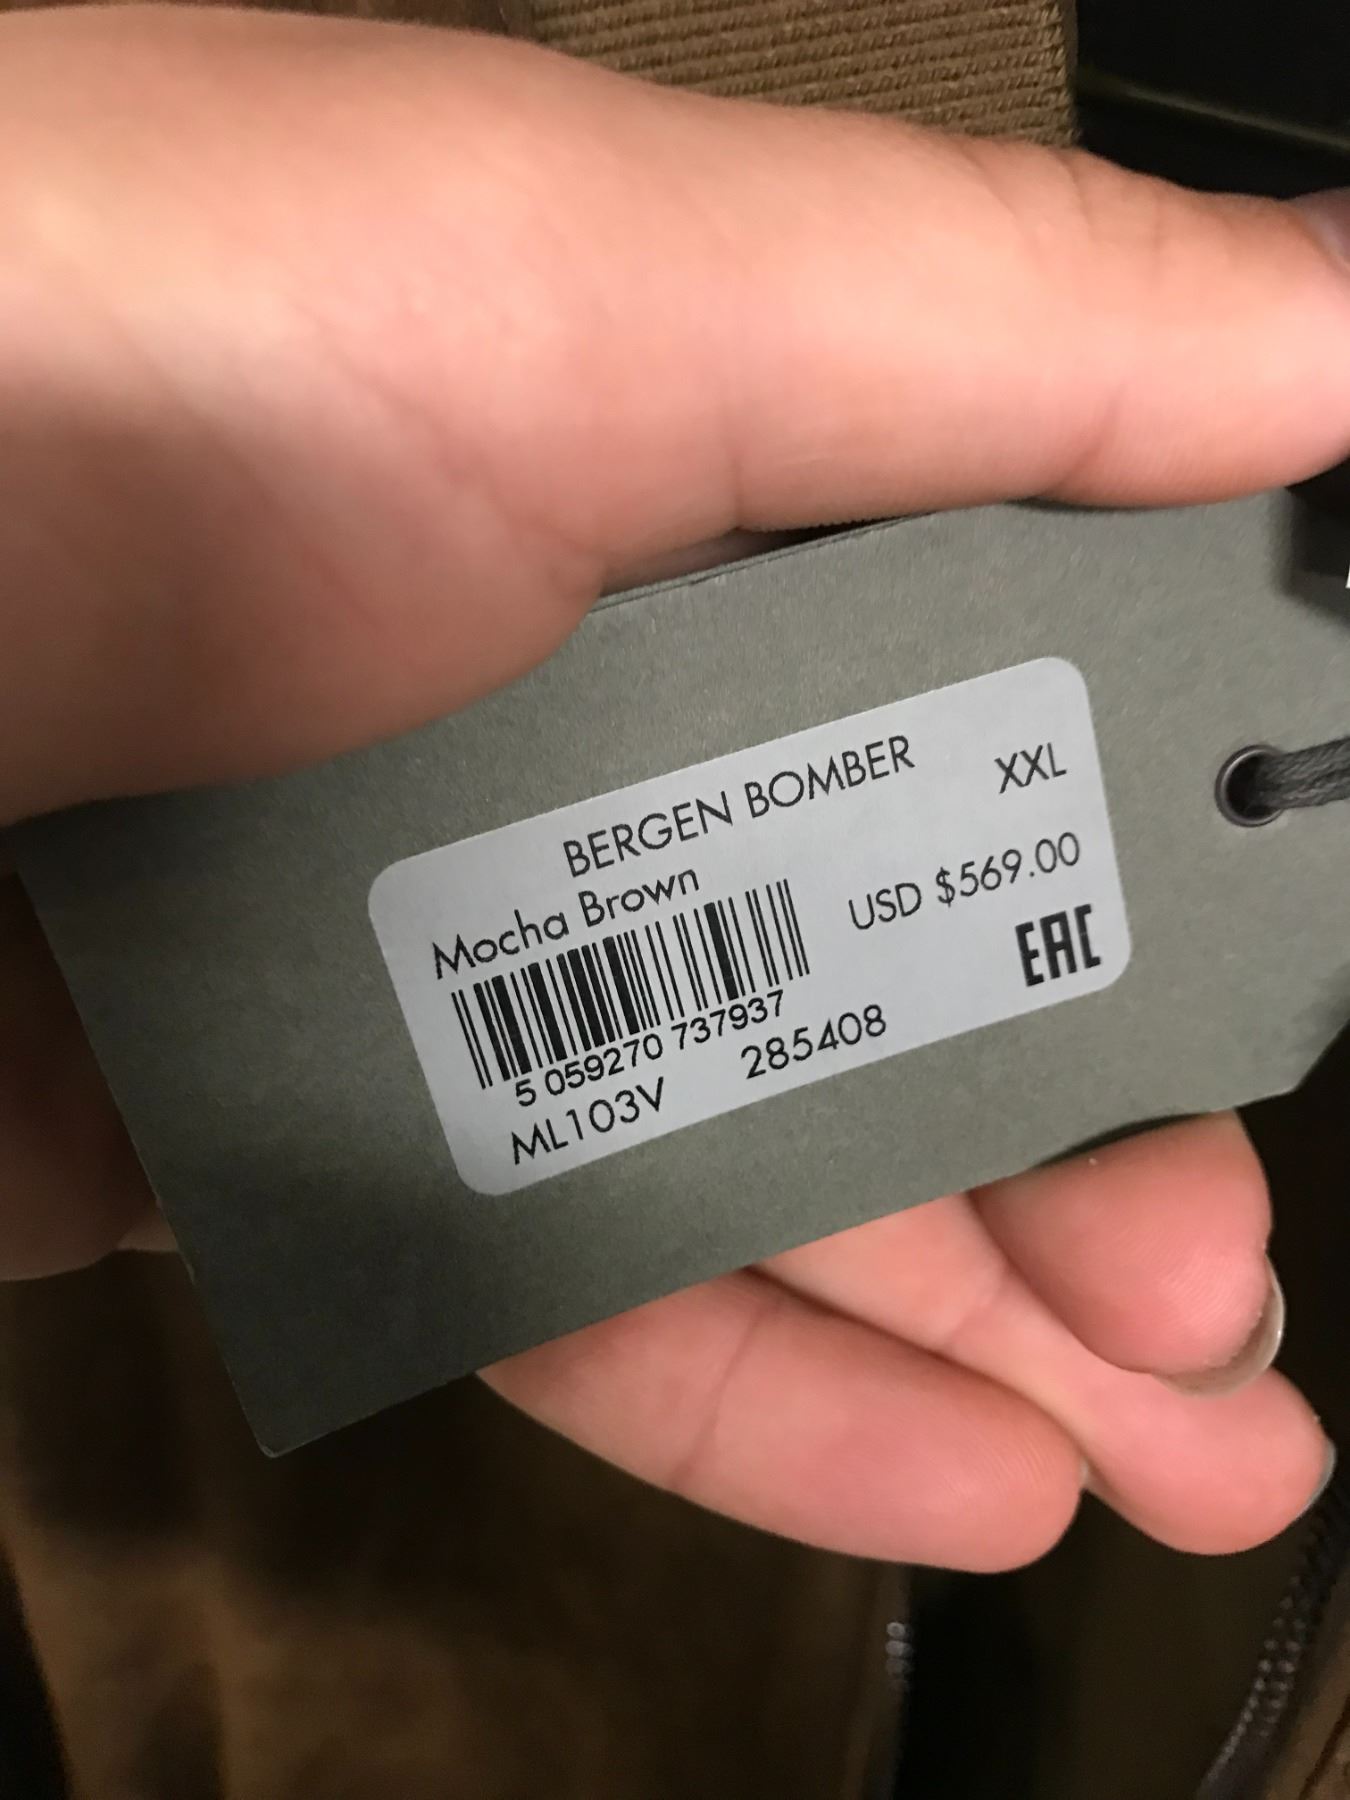 BERGEN BOMBER XXL
Mocha Brown
USD $569.00
5 059270 737937
EAC
ML103V 285408